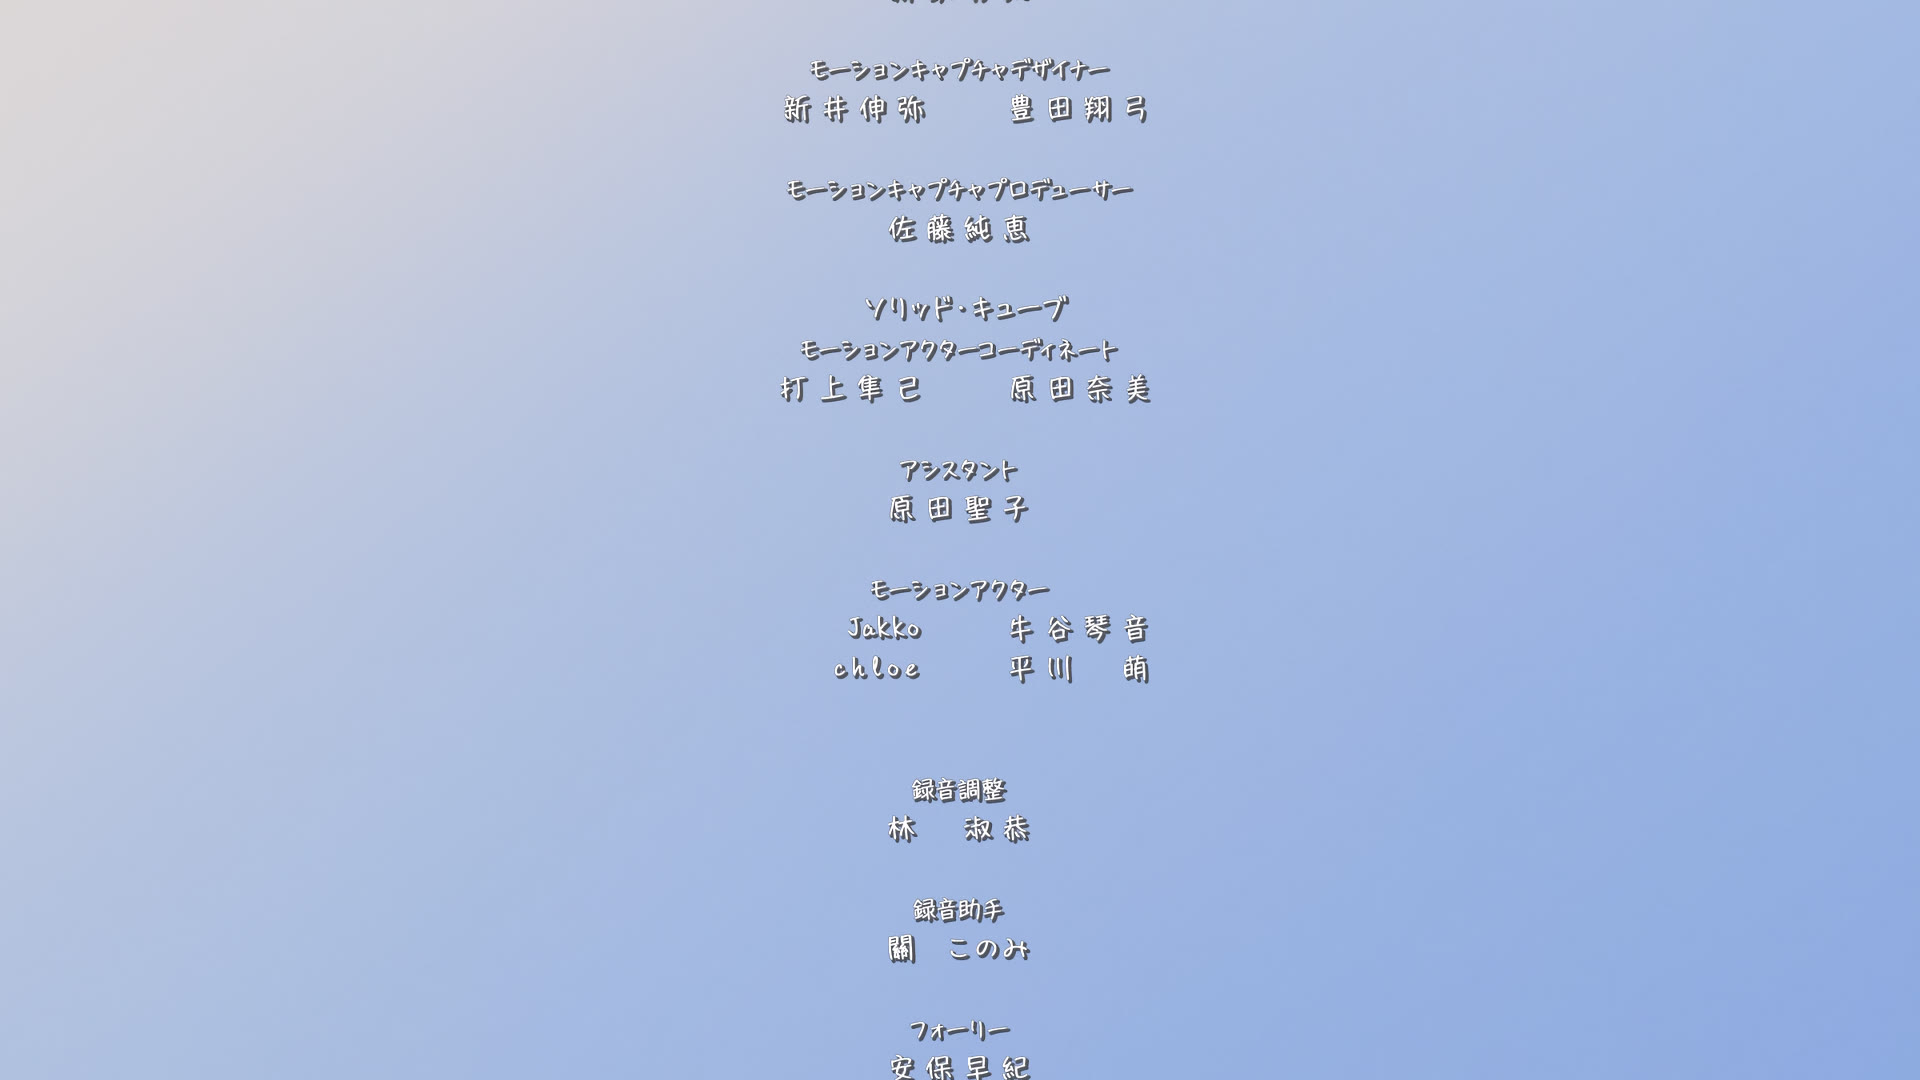 モーションキャプチャデザイナー
新井伸弥　豊田翔弓
モーションキャプチャプロデューサー
佐藤純恵
ソリッド・キューブ
モーションアクターコーディネート
打上隼己　原田奈美
アシスタント
原田聖子
モーションアクター
Jakko　牛谷琴音
chloe　平川　萌
録音調整
林　淑恭
録音助手
關　このみ
フォーリー
安保早紀